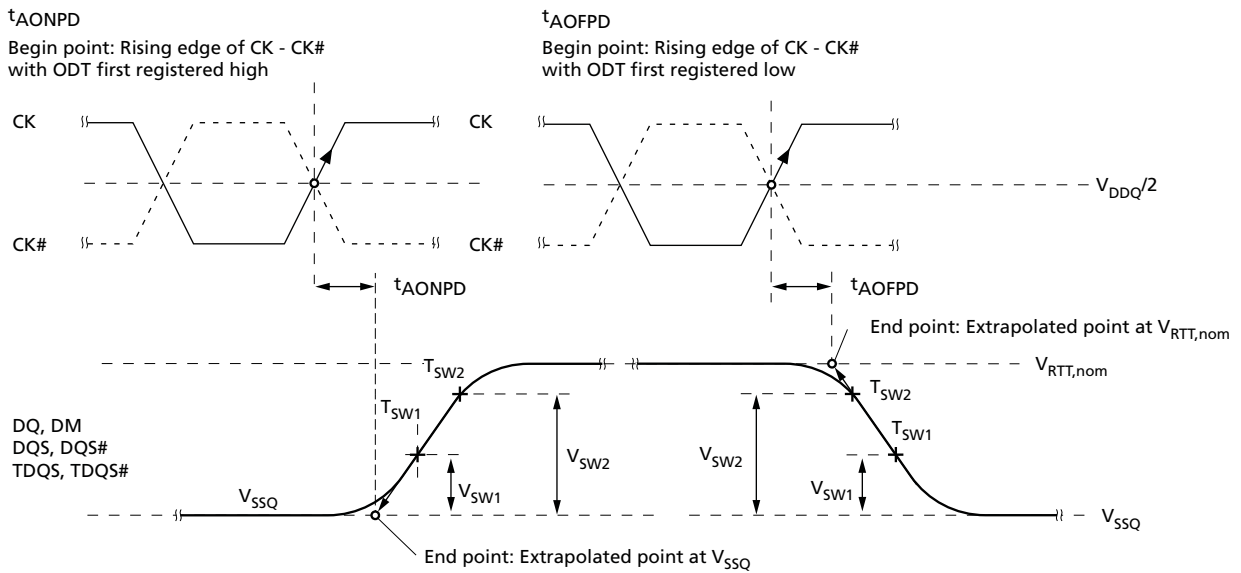 tAONPD
Begin point: Rising edge of CK - CK#
with ODT first registered high
tAOFPD
Begin point: Rising edge of CK - CK#
with ODT first registered low
CK
CK
VDDQ/2
CK#
CK#
tAONPD
tAOFPD
End point: Extrapolated point at VRTT,nom
TSW2
VRTT,nom
TSW2
TSW1
TSW1
DQ, DM
DQS, DQS#
TDQS, TDQS#
VSW2
VSW2
VSW1
VSW1
VSSQ
VSSQ
End point: Extrapolated point at VSSQ